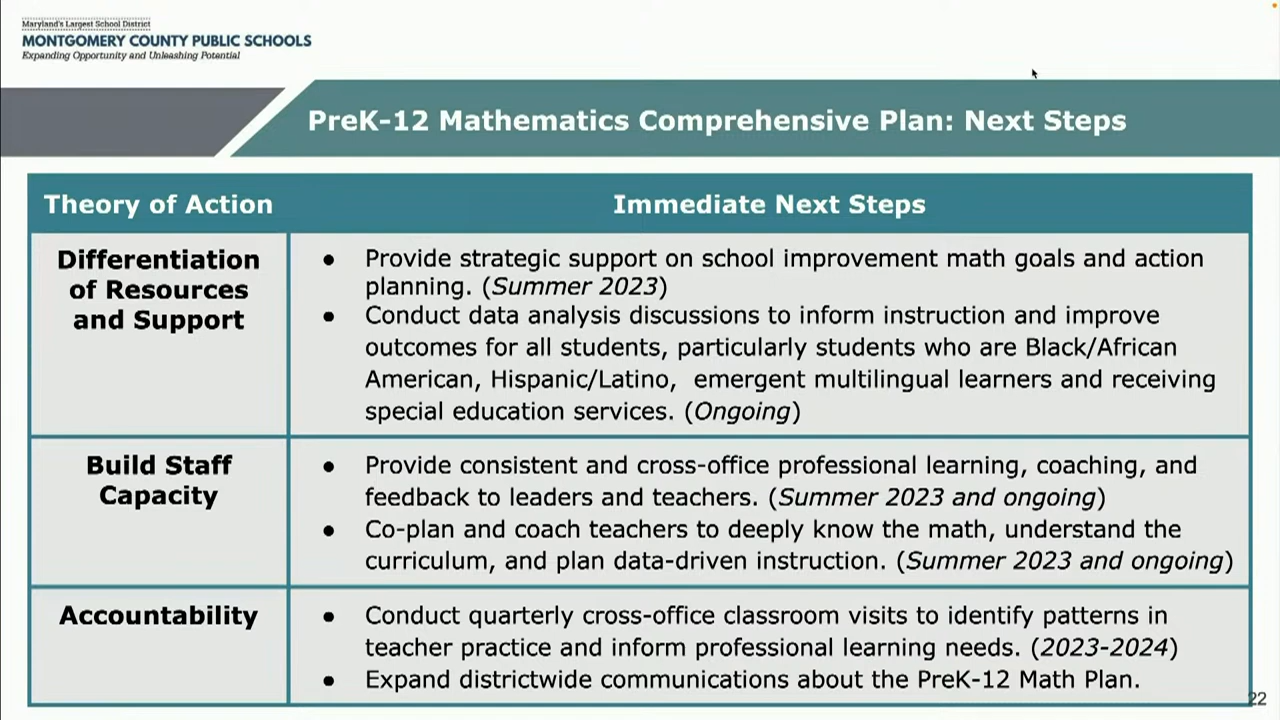 Maryland's Largest School District
MONTGOMERY COUNTY PUBLIC SCHOOLS
Expanding Opportunity and Unleashing Potential
PreK-12 Mathematics Comprehensive Plan: Next Steps
Theory of Action
Immediate Next Steps
Differentiation
of Resources
and Support
● Provide strategic support on school improvement math goals and action
planning. (Summer 2023)
● Conduct data analysis discussions to inform instruction and improve
outcomes for all students, particularly students who are Black/African
American, Hispanic/Latino, emergent multilingual learners and receiving
special education services. (Ongoing)
Build Staff
Capacity
● Provide consistent and cross-office professional learning, coaching, and
feedback to leaders and teachers. (Summer 2023 and ongoing)
● Co-plan and coach teachers to deeply know the math, understand the
curriculum, and plan data-driven instruction. (Summer 2023 and ongoing)
Accountability
● Conduct quarterly cross-office classroom visits to identify patterns in
teacher practice and inform professional learning needs. (2023-2024)
● Expand districtwide communications about the PreK-12 Math Plan.
22